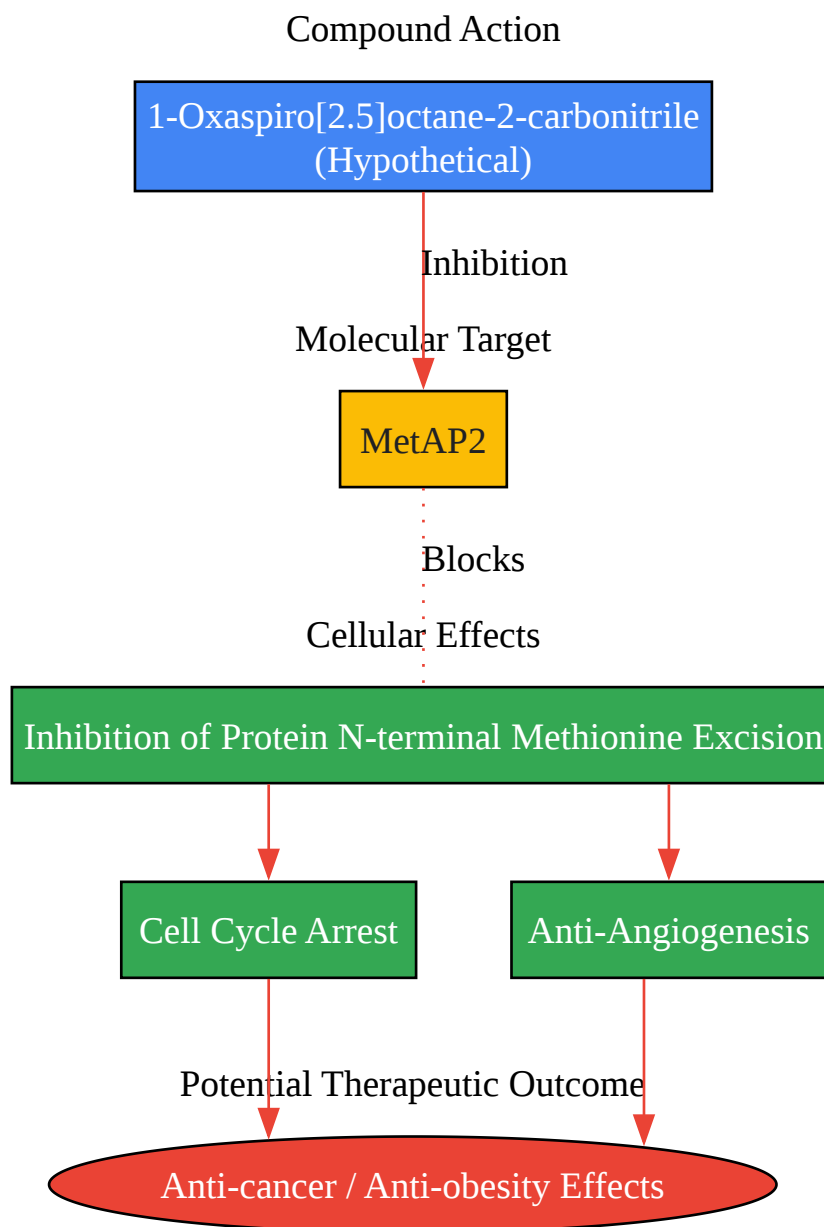 Compound Action
1-Oxaspiro[2.5]octane-2-carbonitrile
(Hypothetical)
Inhibition
Molecular Target
MetAP2
Blocks
Cellular Effects
Inhibition of Protein N-terminal Methionine Excision
Cell Cycle Arrest
Anti-Angiogenesis
Potential Therapeutic Outcome
Anti-cancer / Anti-obesity Effects